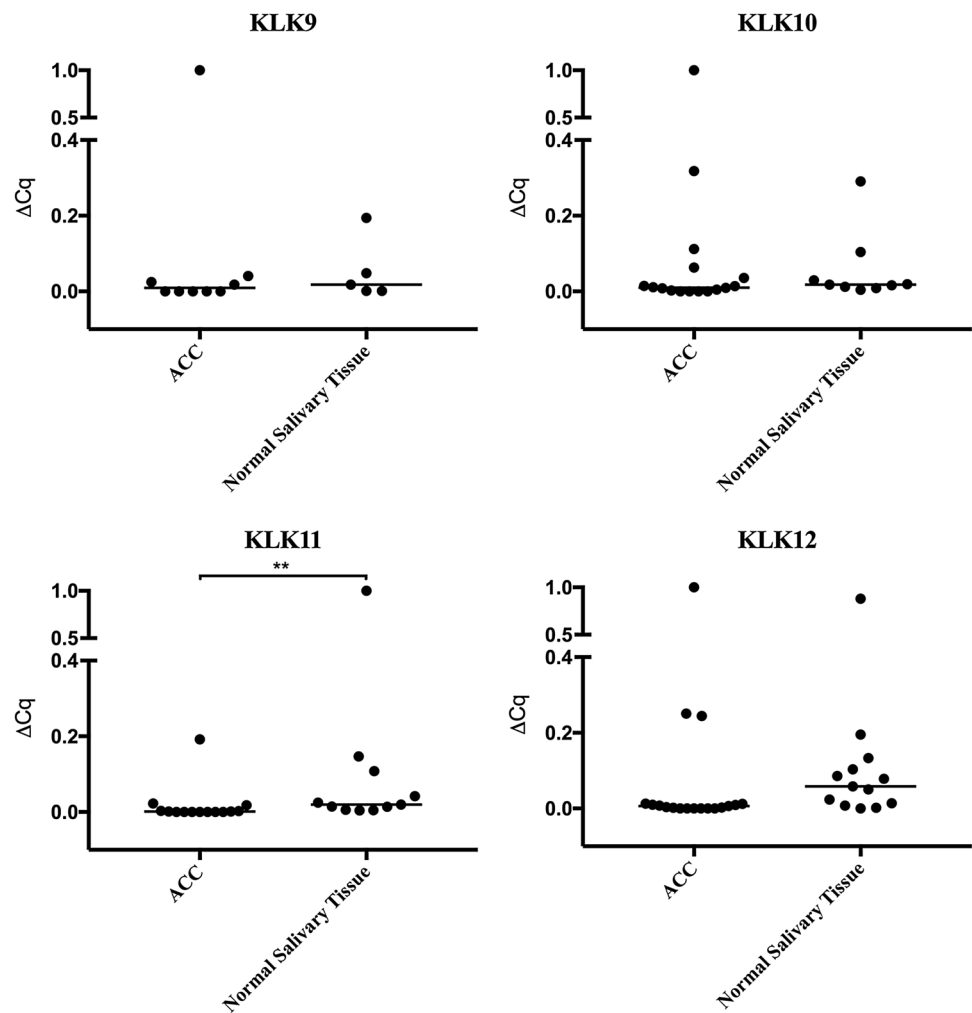 KLK9
1.0
0.5
0.4
0.2
0.0
ΔCq
ACC
Normal Salivary Tissue
KLK10
1.0
0.5
0.4
0.2
0.0
ΔCq
ACC
Normal Salivary Tissue
KLK11
**
1.0
0.5
0.4
0.2
0.0
ΔCq
ACC
Normal Salivary Tissue
KLK12
1.0
0.5
0.4
0.2
0.0
ΔCq
ACC
Normal Salivary Tissue